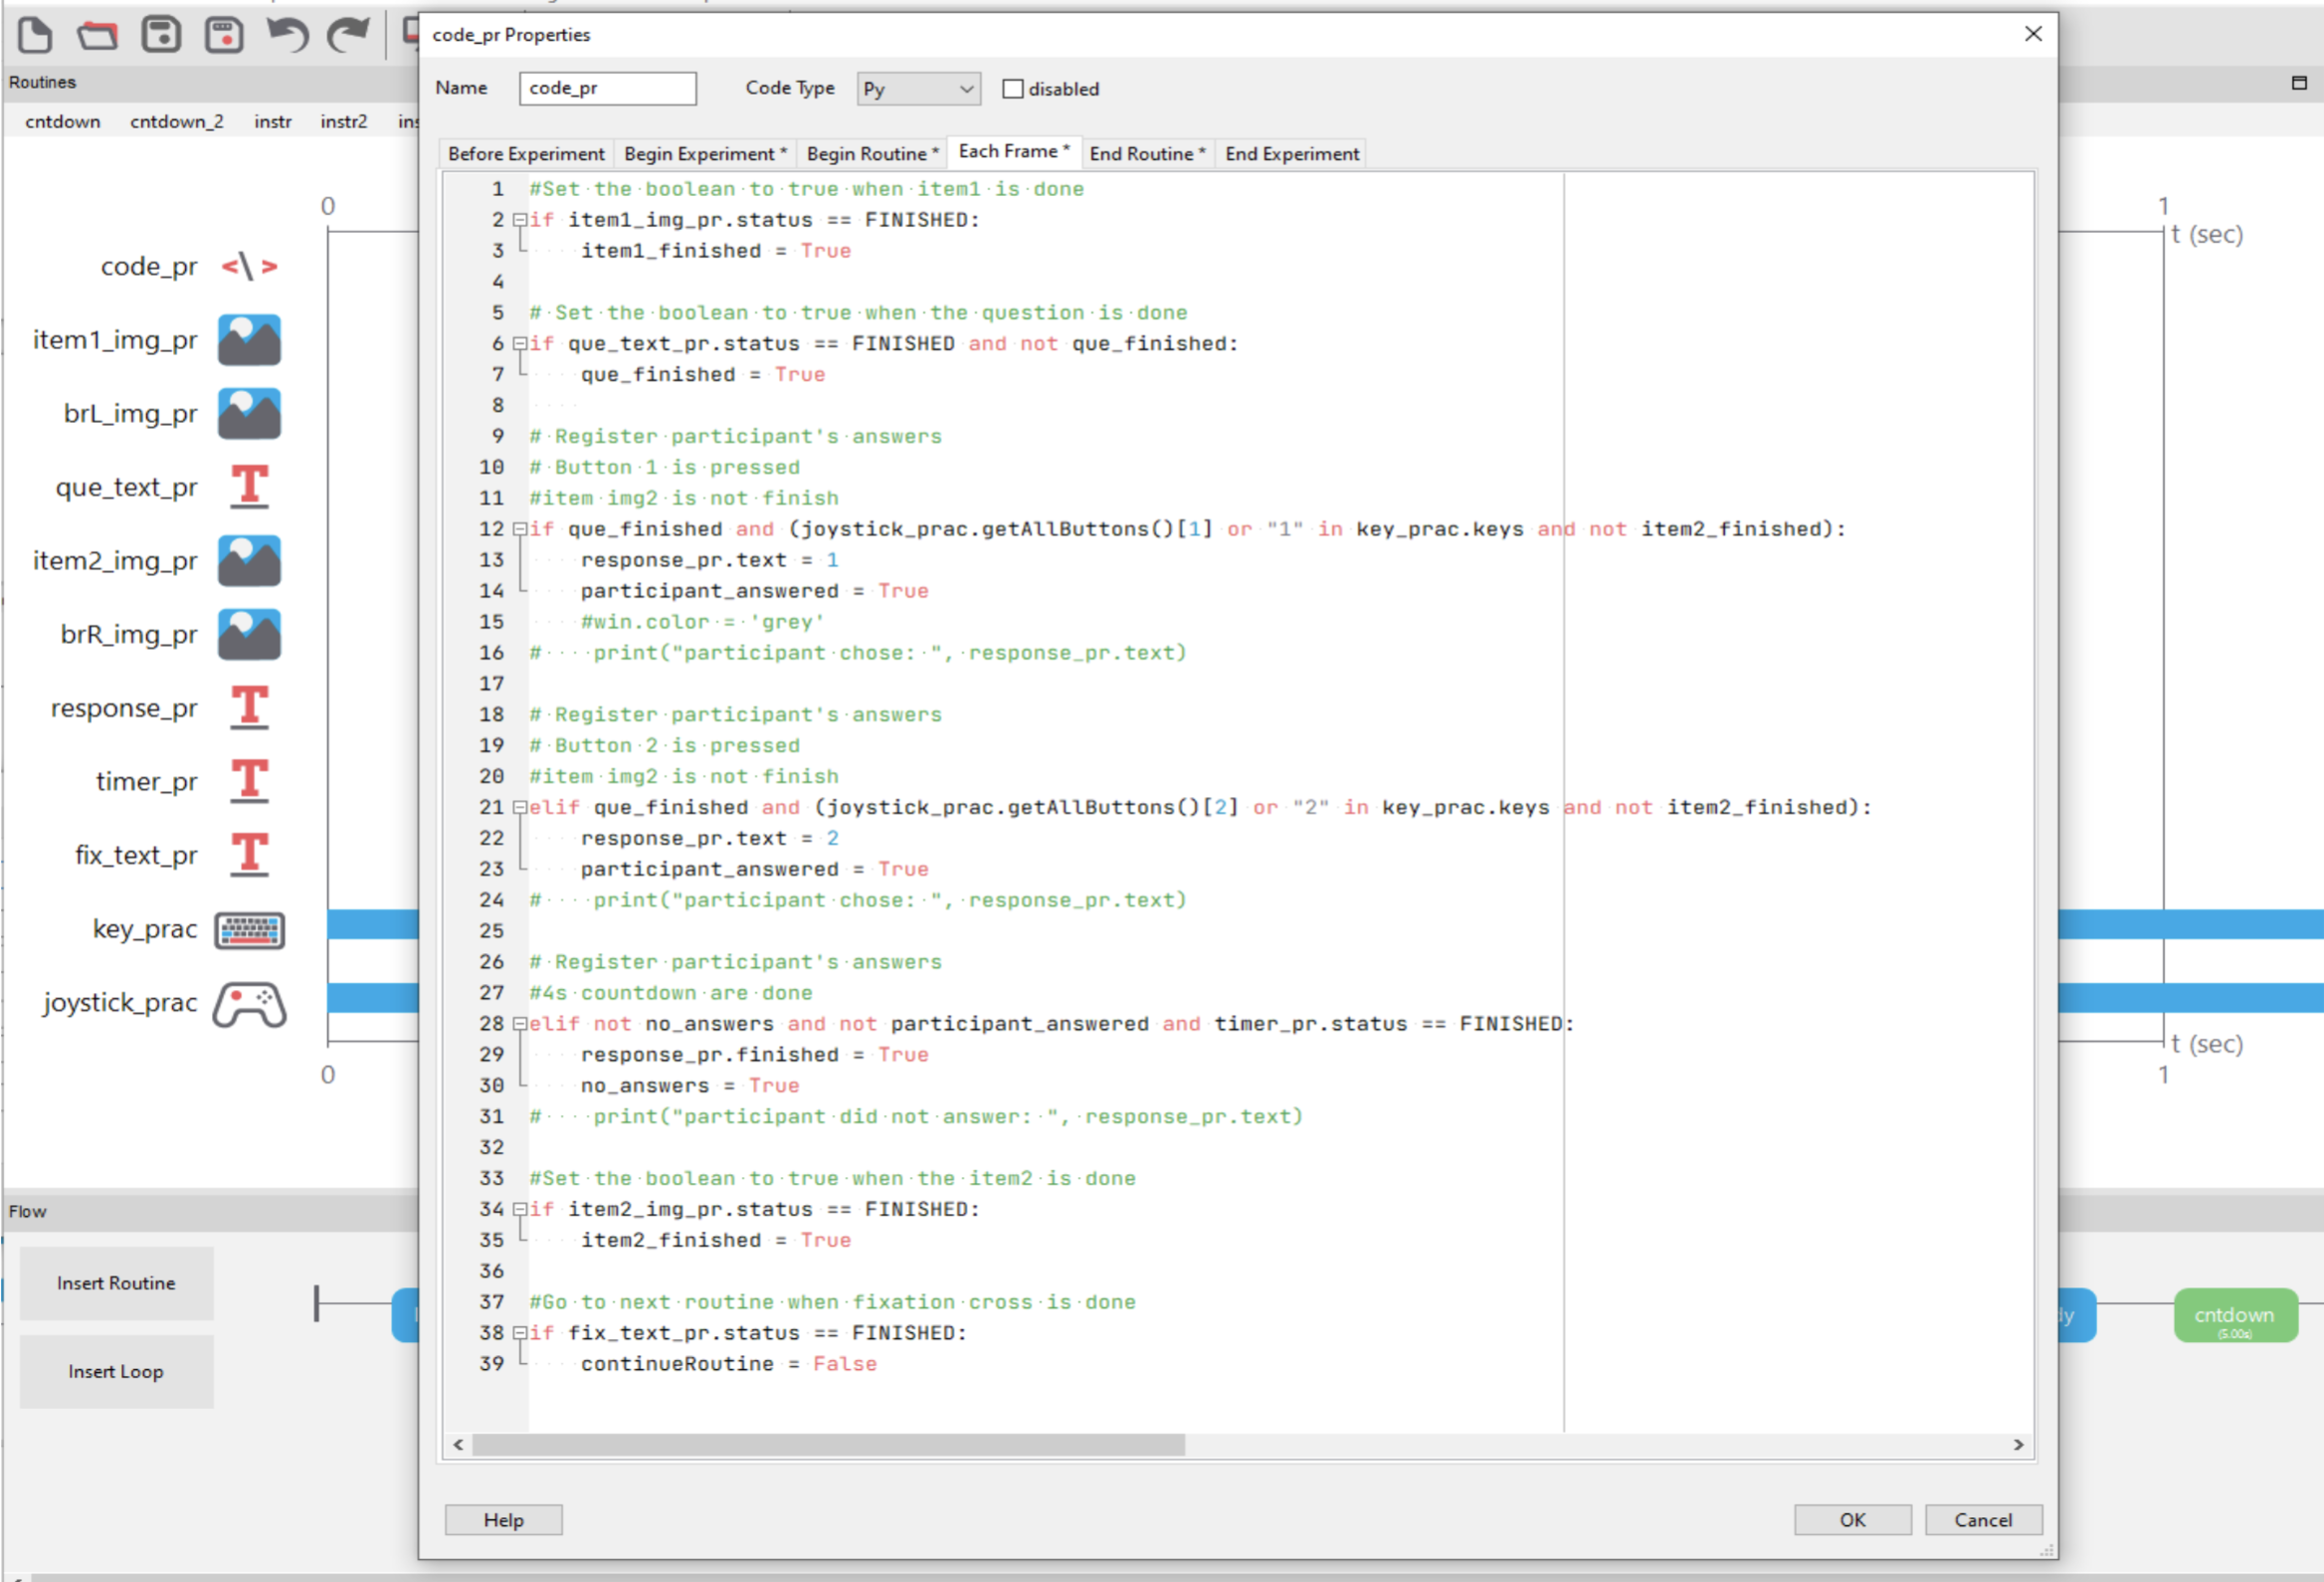 code_pr Properties
Name code_pr Code Type Py disabled
Routines
cntdown cntdown_2 instr instr2 ins
Before Experiment Begin Experiment * Begin Routine * Each Frame * End Routine * End Experiment
0 1
t (sec)
code_pr
item1_img_pr
brL_img_pr
que_text_pr
item2_img_pr
brR_img_pr
response_pr
timer_pr
fix_text_pr
key_prac
joystick_prac
t (sec)
0 1
1 #Set the boolean to true when item1 is done
2 if item1_img_pr.status == FINISHED:
3 item1_finished = True
4
5 # Set the boolean to true when the question is done
6 if que_text_pr.status == FINISHED and not que_finished:
7 que_finished = True
8
9 # Register participant's answers
10 # Button 1 is pressed
11 #item img2 is not finish
12 if que_finished and (joystick_prac.getAllButtons()[1] or "1" in key_prac.keys and not item2_finished):
13 response_pr.text = 1
14 participant_answered = True
15 #win.color = 'grey'
16 # print("participant chose: ", response_pr.text)
17
18 # Register participant's answers
19 # Button 2 is pressed
20 #item img2 is not finish
21 elif que_finished and (joystick_prac.getAllButtons()[2] or "2" in key_prac.keys and not item2_finished):
22 response_pr.text = 2
23 participant_answered = True
24 # print("participant chose: ", response_pr.text)
25
26 # Register participant's answers
27 #4s countdown are done
28 elif not no_answers and not participant_answered and timer_pr.status == FINISHED:
29 response_pr.finished = True
30 no_answers = True
31 # print("participant did not answer: ", response_pr.text)
32
33 #Set the boolean to true when the item2 is done
34 if item2_img_pr.status == FINISHED:
35 item2_finished = True
36
37 #Go to next routine when fixation cross is done
38 if fix_text_pr.status == FINISHED:
39 continueRoutine = False
Flow
Insert Routine
Insert Loop
dy
cntdown
(5.00s)
Help OK Cancel